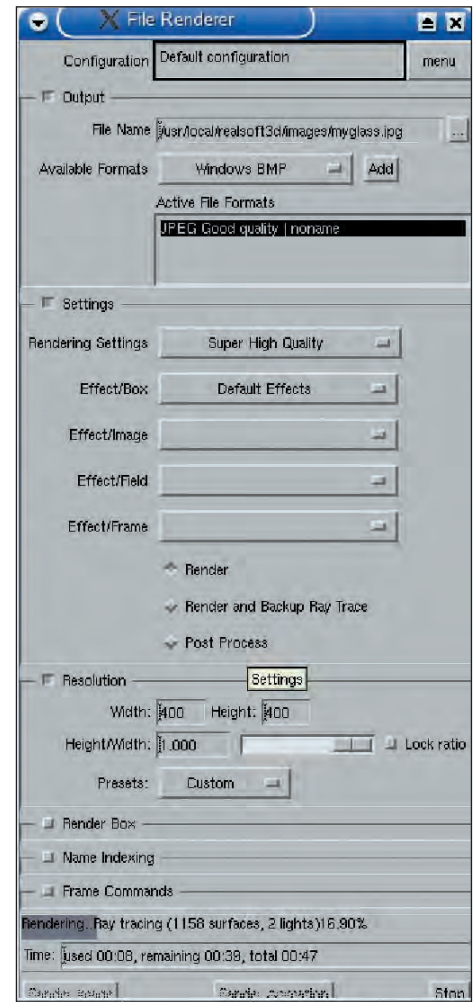 File Renderer
Configuration Default configuration menu
Output
File Name /usr/local/realsoft3d/images/myglass.jpg ...
Available Formats Windows BMP Add
Active File Formats
JPEG Good quality | noname
Settings
Rendering Settings Super High Quality
Effect/Box Default Effects
Effect/Image
Effect/Field
Effect/Frame
Render
Render and Backup Ray Trace
Post Process
Resolution Settings
Width: 400 Height: 400
Height/Width: 1.000 Lock ratio
Presets: Custom
Render Box
Name Indexing
Frame Commands
Rendering. Ray tracing (1158 surfaces, 2 lights)16.90%
Time: used 00:08, remaining 00:39, total 00:47
Stop